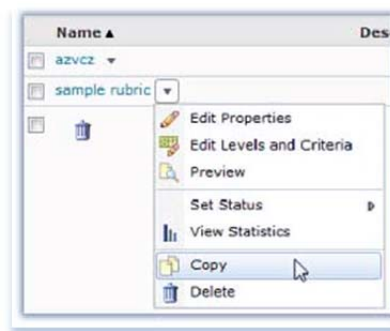 Name Des
azvcz
sample rubric
Edit Properties
Edit Levels and Criteria
Preview
Set Status
View Statistics
Copy
Delete